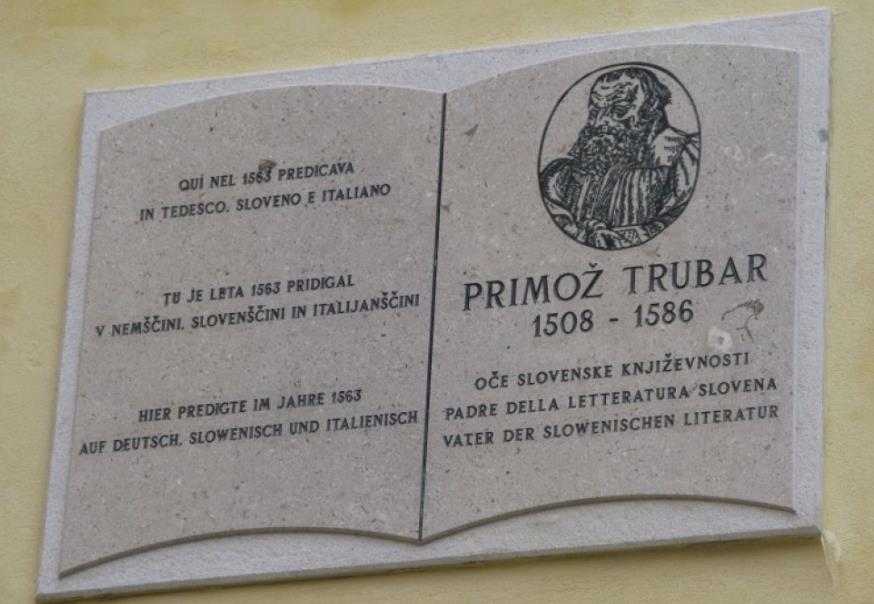 QUI NEL 1563 PREDICAVA
IN TEDESCO, SLOVENO E ITALIANO
TU JE LETA 1563 PRIDIGAL
V NEMŠČINI, SLOVENŠČINI IN ITALIJANŠČINI
HIER PREDIGTE IM JAHRE 1563
AUF DEUTSCH, SLOWENISCH UND ITALIENISCH
PRIMOŽ TRUBAR
1508 - 1586
OČE SLOVENSKE KNJIŽEVNOSTI
PADRE DELLA LETTERATURA SLOVENA
VATER DER SLOWENISCHEN LITERATUR